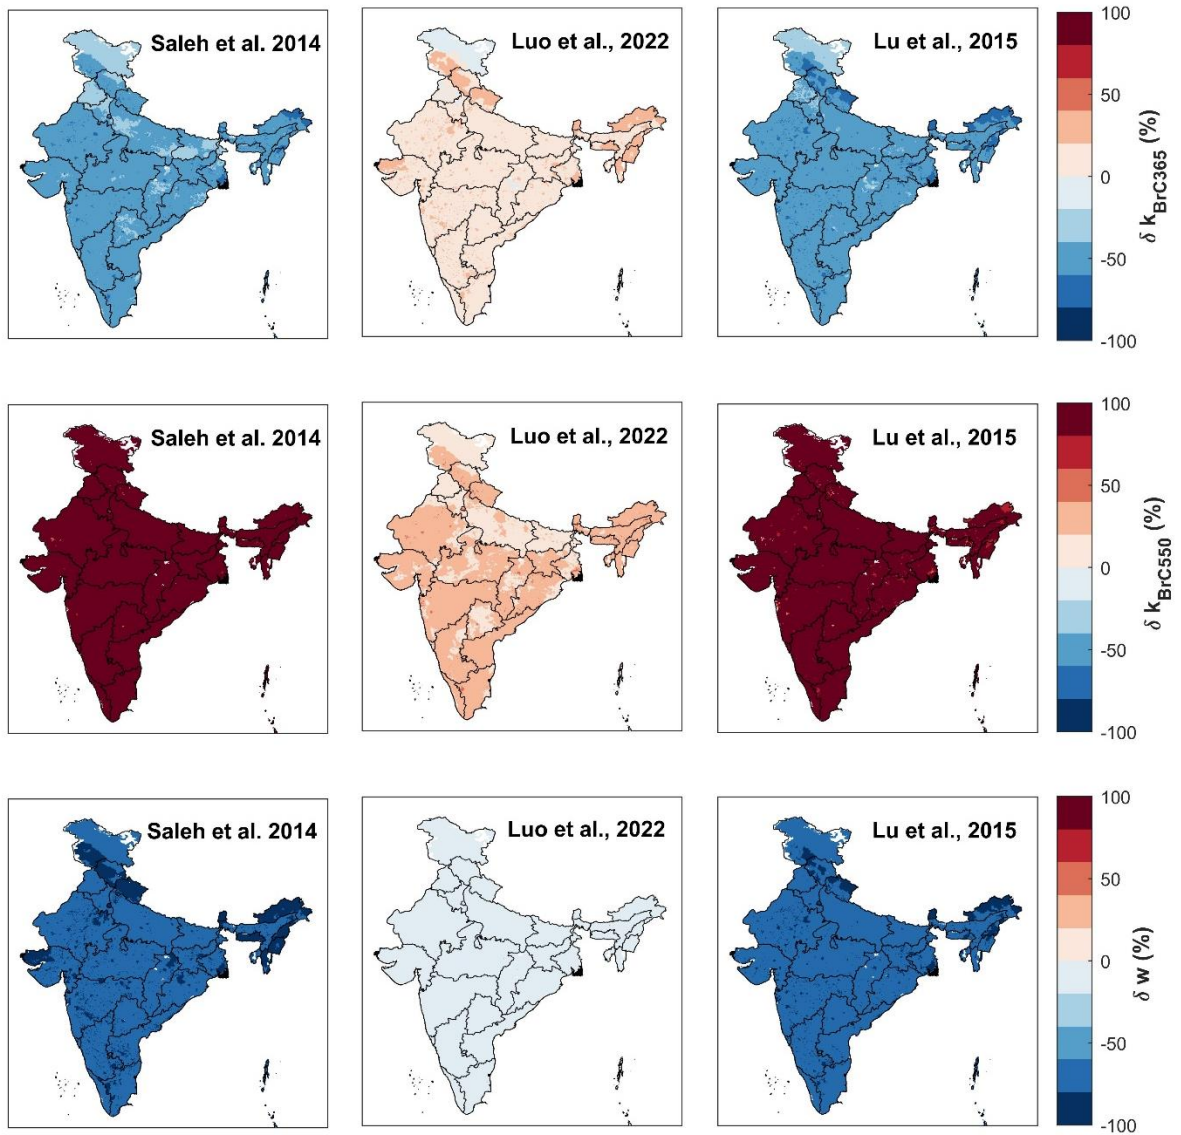 Saleh et al. 2014
Luo et al., 2022
Lu et al., 2015
100
50
0
-50
-100
δ k_BrC365 (%)
Saleh et al. 2014
Luo et al., 2022
Lu et al., 2015
100
50
0
-50
-100
δ k_BrC550 (%)
Saleh et al. 2014
Luo et al., 2022
Lu et al., 2015
100
50
0
-50
-100
δ w (%)